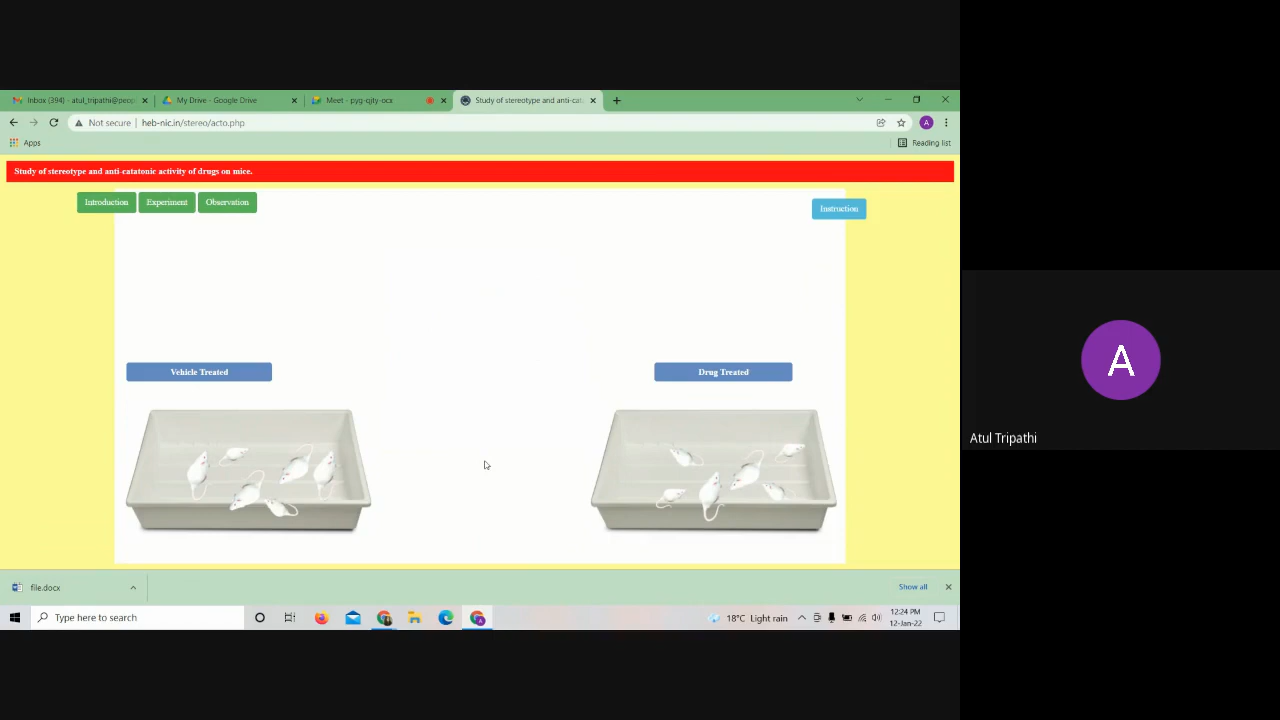 Inbox (394) - atul_tripathi@peop
My Drive - Google Drive
Meet - pyg-qjty-ocx
Study of stereotype and anti-cat
Not secure | heb-nic.in/stereo/acto.php
A
Apps
Reading list
Study of stereotype and anti-catatonic activity of drugs on mice.
Introduction
Experiment
Observation
Instruction
Vehicle Treated
Drug Treated
A
Atul Tripathi
file.docx
Show all
Type here to search
18°C Light rain
12:24 PM
12-Jan-22